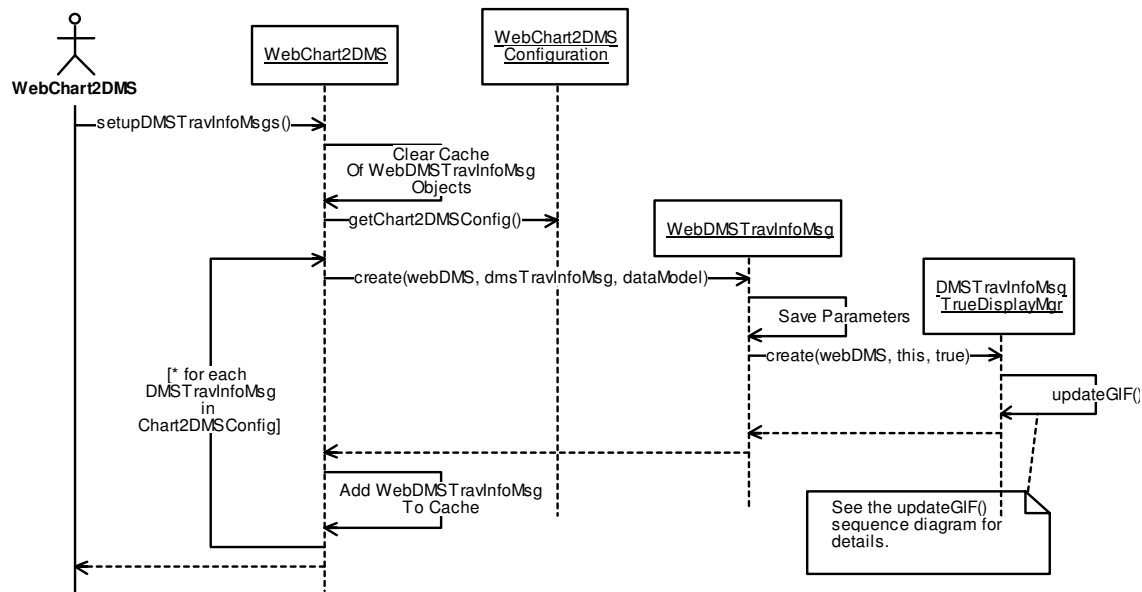 WebChart2DMS
WebChart2DMS
WebChart2DMS
Configuration
setupDMSTravInfoMsgs()
Clear Cache
Of WebDMSTravInfoMsg
Objects
getChart2DMSConfig()
WebDMSTravInfoMsg
create(webDMS, dmsTravInfoMsg, dataModel)
DMSTravInfoMsg
TrueDisplayMgr
Save Parameters
create(webDMS, this, true)
[* for each
DMSTravInfoMsg
in
Chart2DMSConfig]
updateGIF()
Add WebDMSTravInfoMsg
To Cache
See the updateGIF()
sequence diagram for
details.